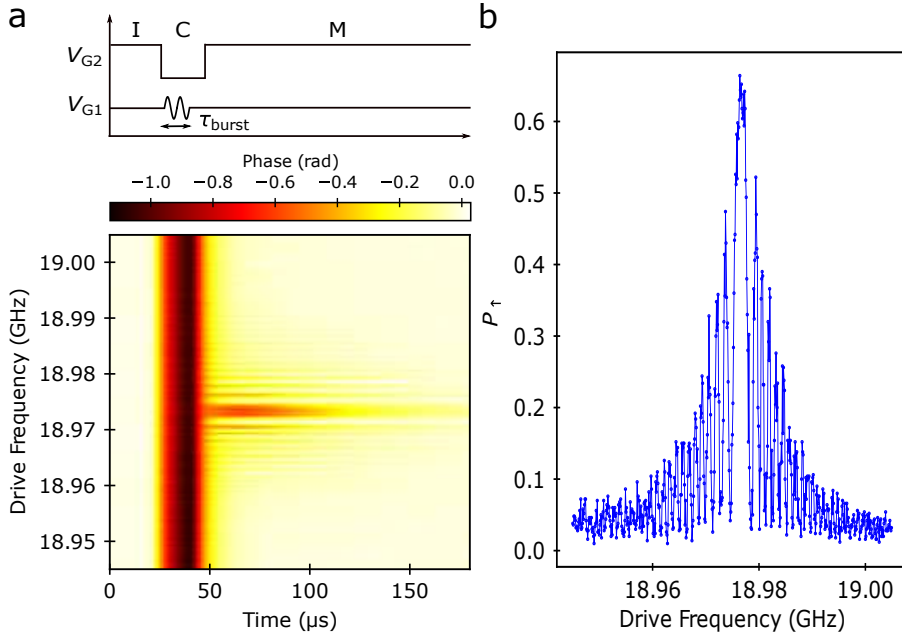 a
I C M
V_G2
V_G1
τ_burst
Phase (rad)
−1.0 −0.8 −0.6 −0.4 −0.2 0.0
Drive Frequency (GHz)
19.00
18.99
18.98
18.97
18.96
18.95
0 50 100 150
Time (µs)
b
P↑
0.6
0.5
0.4
0.3
0.2
0.1
0.0
18.96 18.98 19.00
Drive Frequency (GHz)